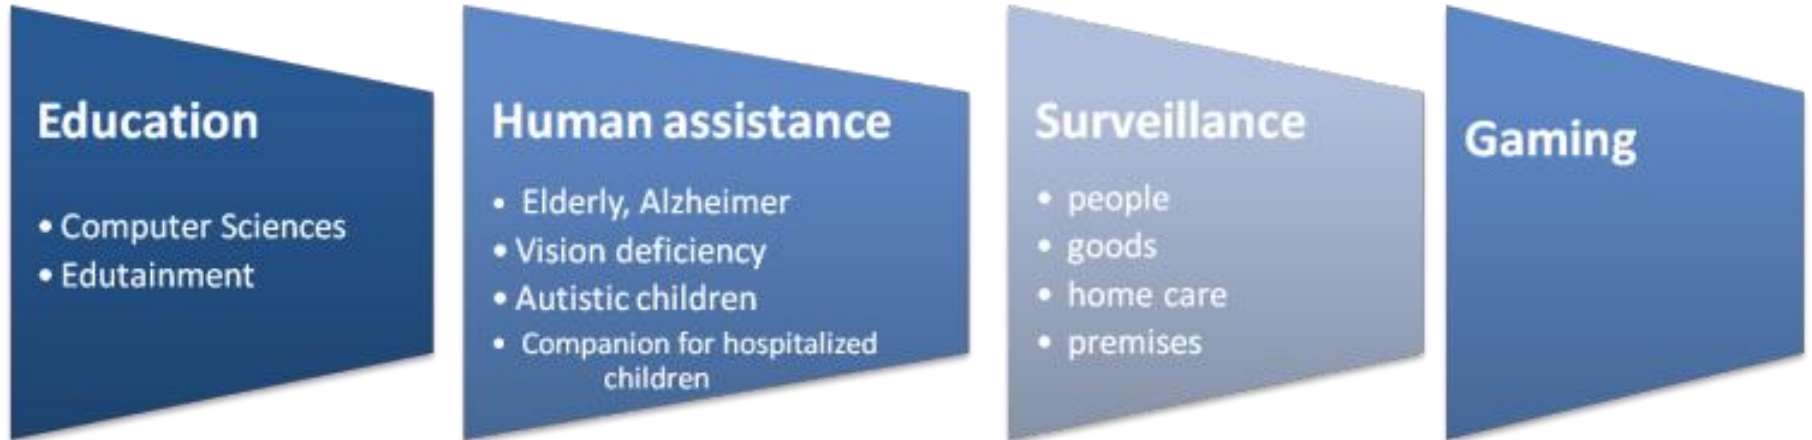 Education
• Computer Sciences
• Edutainment
Human assistance
• Elderly, Alzheimer
• Vision deficiency
• Autistic children
• Companion for hospitalized
children
Surveillance
• people
• goods
• home care
• premises
Gaming